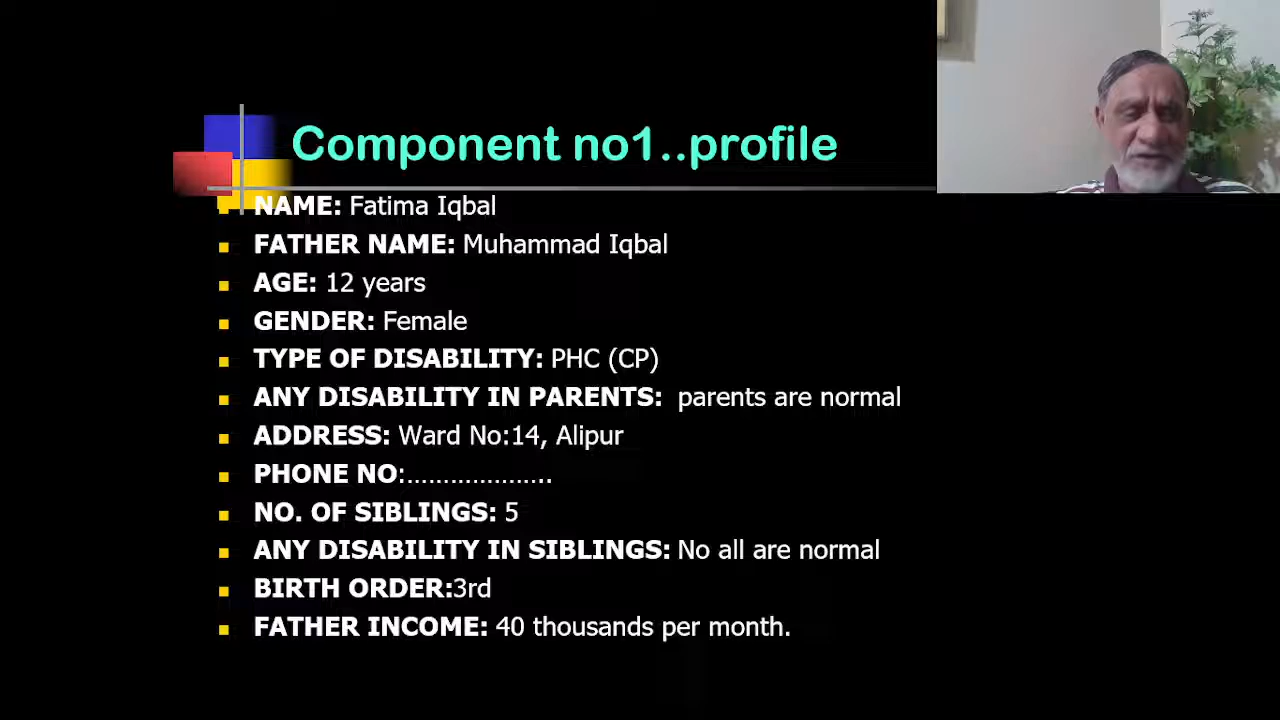 Component no1..profile
NAME: Fatima Iqbal
FATHER NAME: Muhammad Iqbal
AGE: 12 years
GENDER: Female
TYPE OF DISABILITY: PHC (CP)
ANY DISABILITY IN PARENTS:  parents are normal
ADDRESS: Ward No:14, Alipur
PHONE NO:...................
NO. OF SIBLINGS: 5
ANY DISABILITY IN SIBLINGS: No all are normal
BIRTH ORDER:3rd
FATHER INCOME: 40 thousands per month.